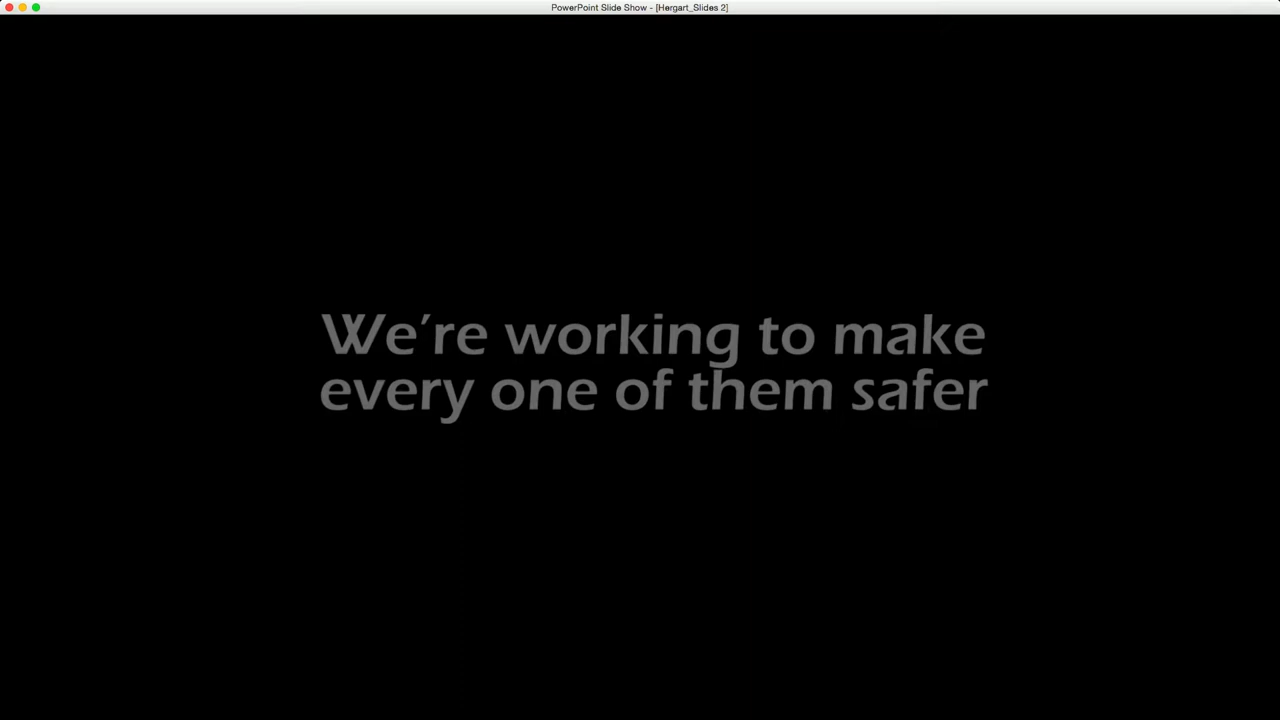 PowerPoint Slide Show - [Hergart_Slides 2]
We’re working to make
every one of them safer